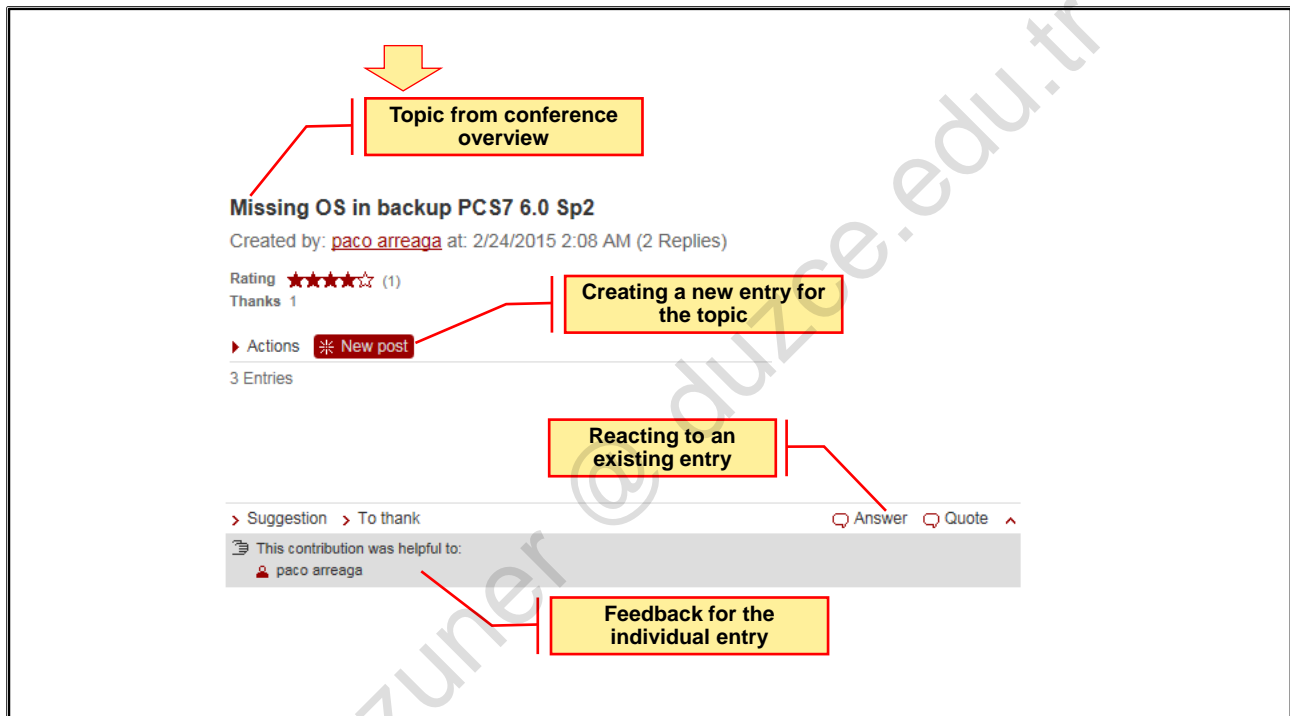 Topic from conference
overview
Missing OS in backup PCS7 6.0 Sp2
Created by: paco arreaga at: 2/24/2015 2:08 AM (2 Replies)
Rating (1)
Thanks 1
Creating a new entry for
the topic
Actions New post
3 Entries
Reacting to an
existing entry
Suggestion To thank Answer Quote
This contribution was helpful to:
paco arreaga
Feedback for the
individual entry
zuner @ duzce.edu.tr